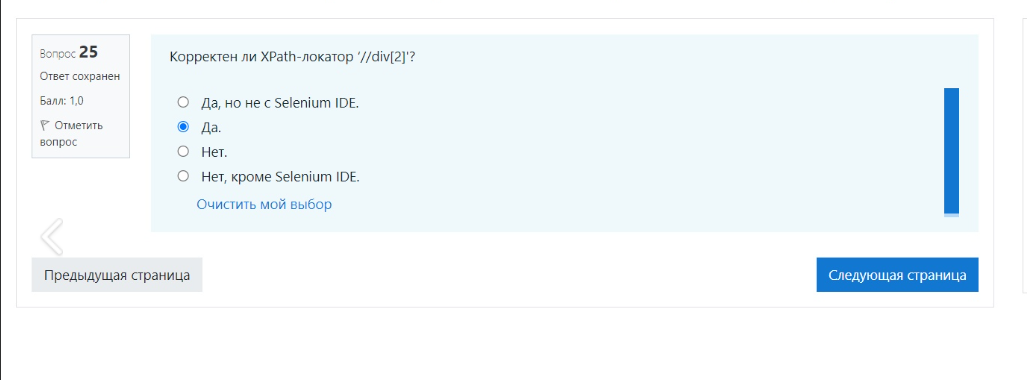 Вопрос 25
Ответ сохранен
Балл: 1,0
Отметить
вопрос
Корректен ли XPath-локатор '//div[2]'?
Да, но не с Selenium IDE.
Да.
Нет.
Нет, кроме Selenium IDE.
Очистить мой выбор
Предыдущая страница
Следующая страница